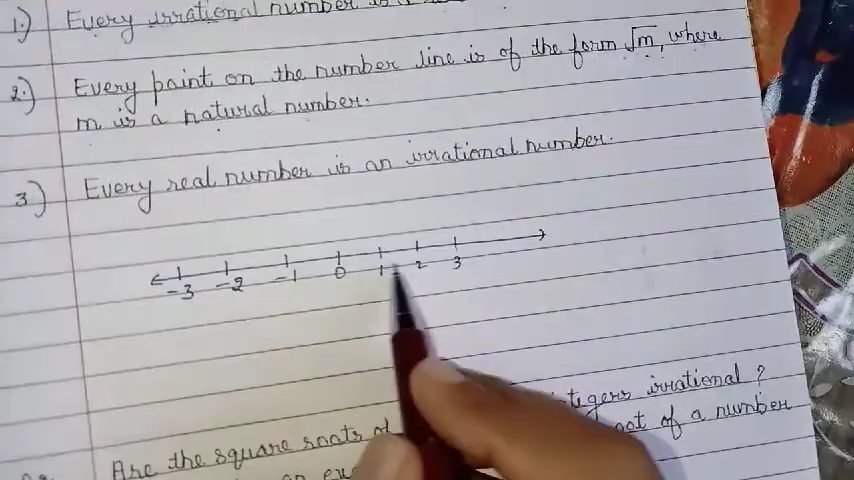 1.) Every irrational number is a
2.) Every point on the number line is of the form √m, where
m is a natural number.
3.) Every real number is an irrational number.
-3 -2 -1 0 1 2 3
Are the square roots of integers irrational ?
of a number
an